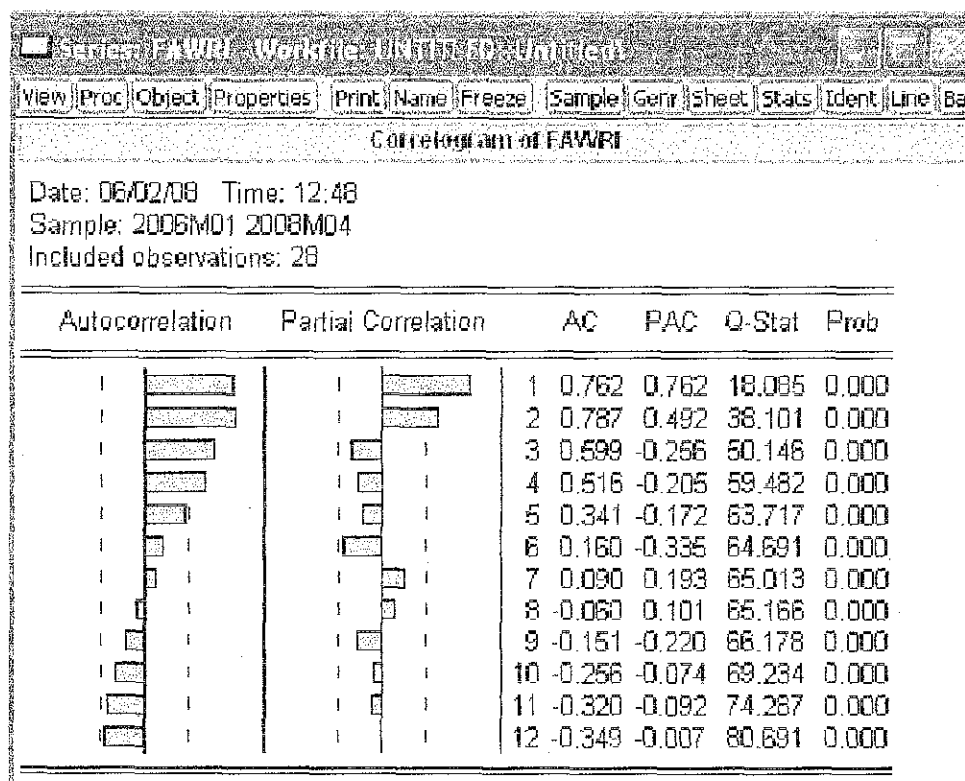 Series: FAWRI Workfile: UNTITLED::Untitled
View Proc Object Properties Print Name Freeze Sample Genr Sheet Stats Ident Line Ba
Correlogram of FAWRI
Date: 06/02/08 Time: 12:48
Sample: 2006M01 2008M04
Included observations: 28
Autocorrelation Partial Correlation AC PAC Q-Stat Prob
1 0.762 0.762 18.085 0.000
2 0.787 0.492 38.101 0.000
3 0.599 -0.266 50.146 0.000
4 0.516 -0.205 59.482 0.000
5 0.341 -0.172 63.717 0.000
6 0.160 -0.335 64.691 0.000
7 0.090 0.193 65.013 0.000
8 -0.060 0.101 65.166 0.000
9 -0.151 -0.220 66.178 0.000
10 -0.256 -0.074 69.234 0.000
11 -0.320 -0.092 74.287 0.000
12 -0.349 -0.007 80.691 0.000